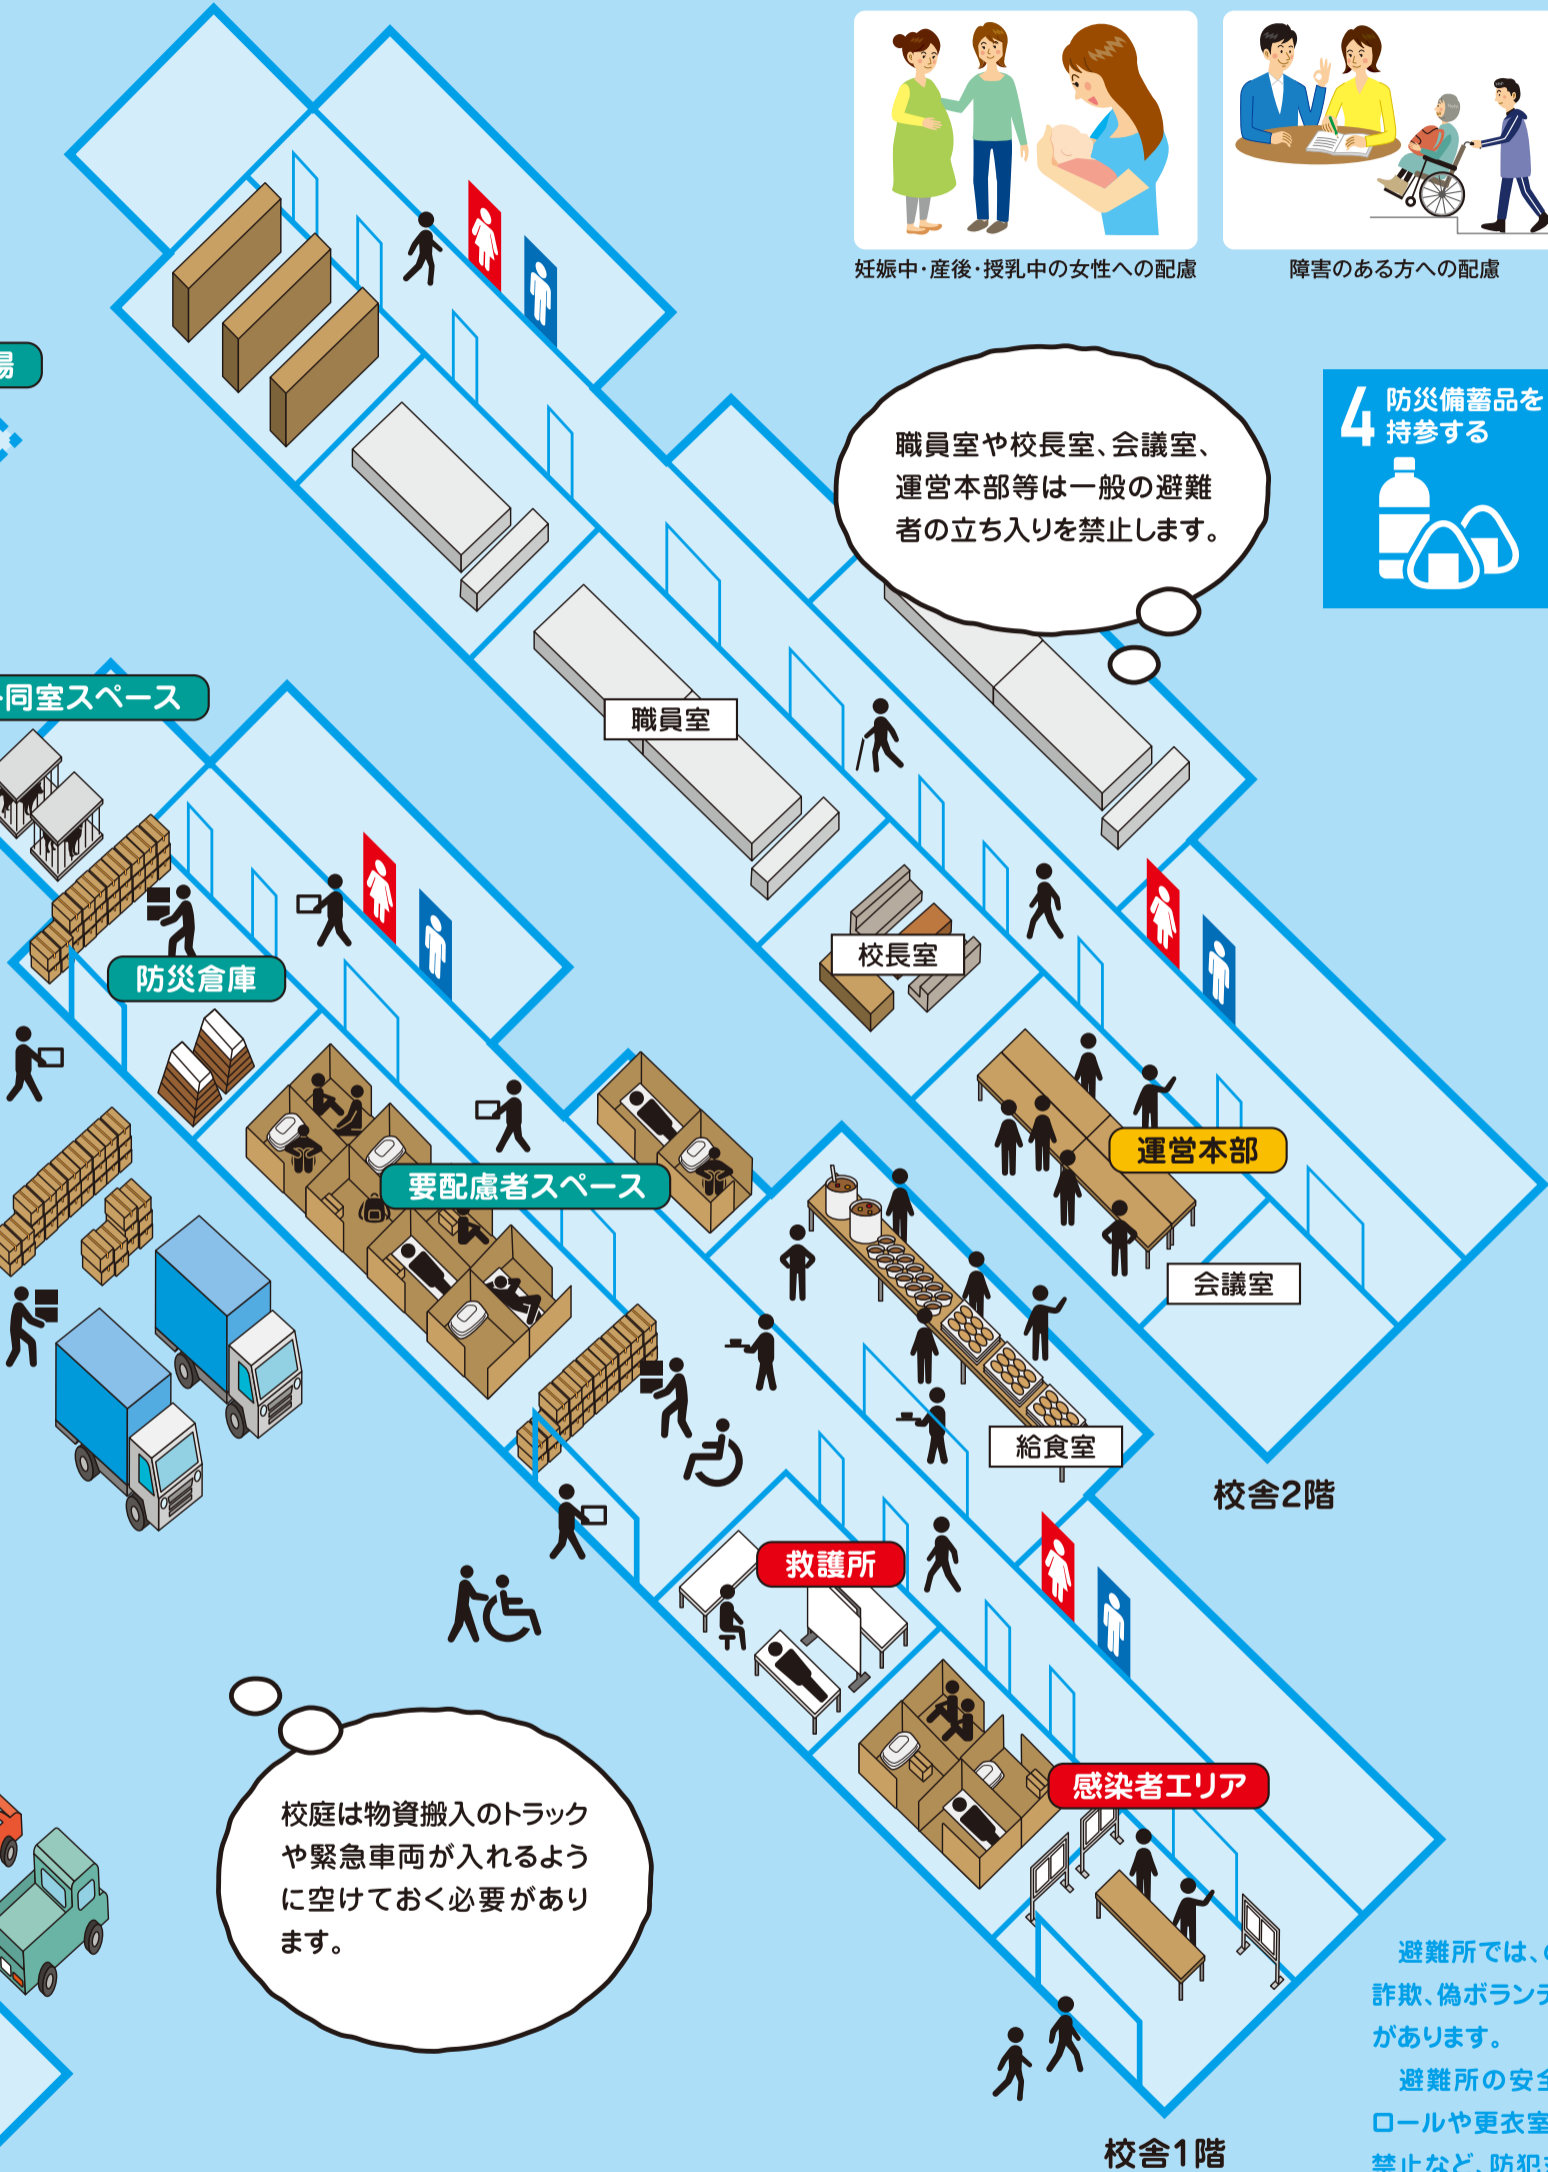 妊娠中・産後・授乳中の女性への配慮
障害のある方への配慮
場
4 防災備蓄品を
持参する
職員室や校長室、会議室、
運営本部等は一般の避難
者の立ち入りを禁止します。
同室スペース
職員室
校長室
防災倉庫
運営本部
要配慮者スペース
会議室
給食室
校舎2階
救護所
感染者エリア
校庭は物資搬入のトラック
や緊急車両が入れるよう
に空けておく必要があり
ます。
避難所では、
詐欺、偽ボランテ
があります。
避難所の安全
ロールや更衣室
禁止など、防犯
校舎1階